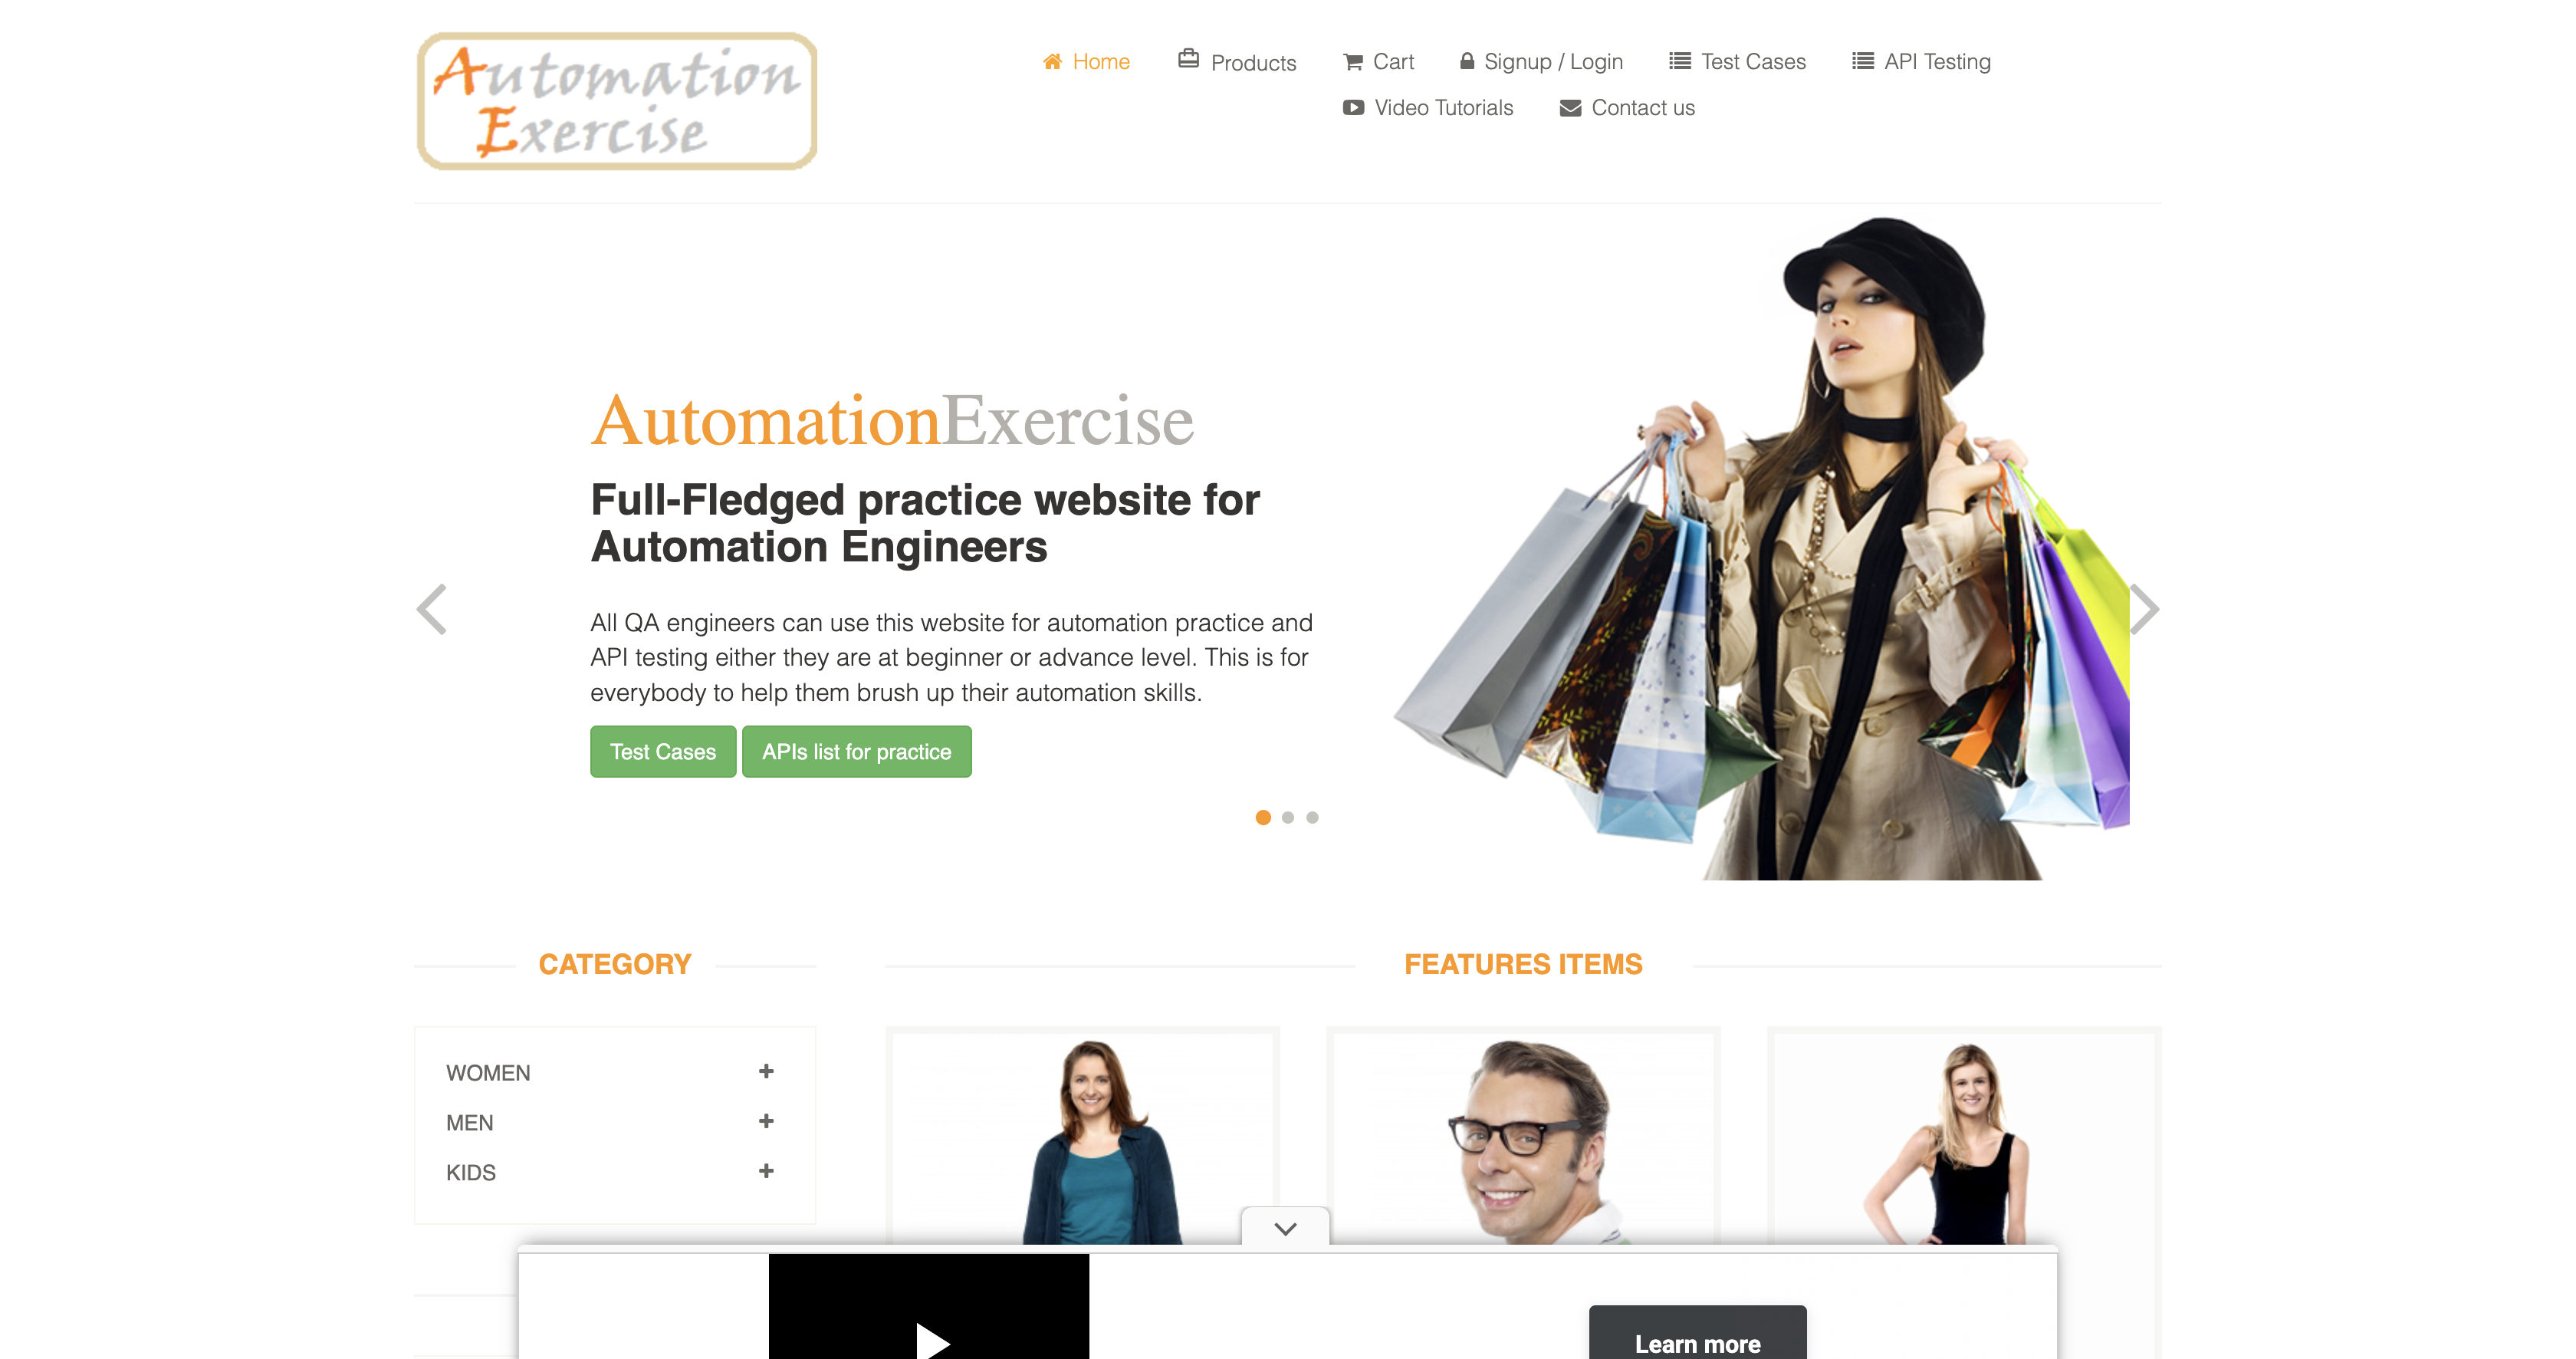 Automation
Exercise
Home Products Cart Signup / Login Test Cases API Testing
Video Tutorials Contact us
AutomationExercise
Full-Fledged practice website for
Automation Engineers
All QA engineers can use this website for automation practice and
API testing either they are at beginner or advance level. This is for
everybody to help them brush up their automation skills.
Test Cases APIs list for practice
CATEGORY
WOMEN
MEN
KIDS
FEATURES ITEMS
Learn more